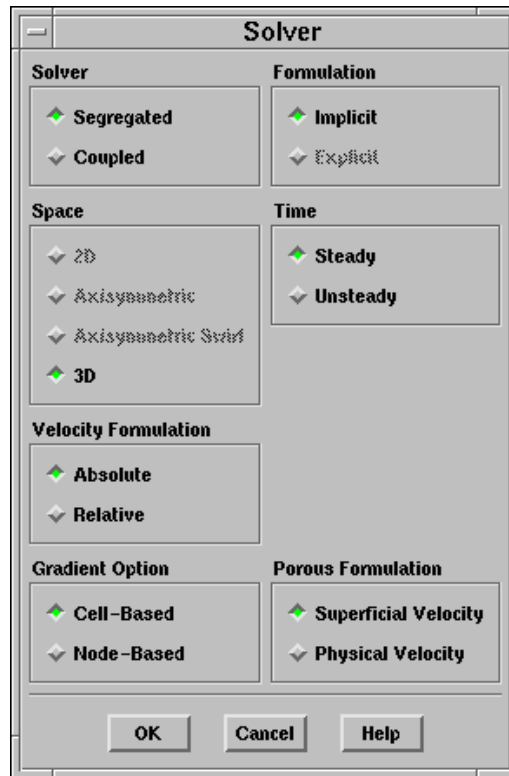 Solver
Solver
Segregated
Coupled
Formulation
Implicit
Explicit
Space
2D
Axisymmetric
Axisymmetric Swirl
3D
Time
Steady
Unsteady
Velocity Formulation
Absolute
Relative
Gradient Option
Cell-Based
Node-Based
Porous Formulation
Superficial Velocity
Physical Velocity
OK
Cancel
Help